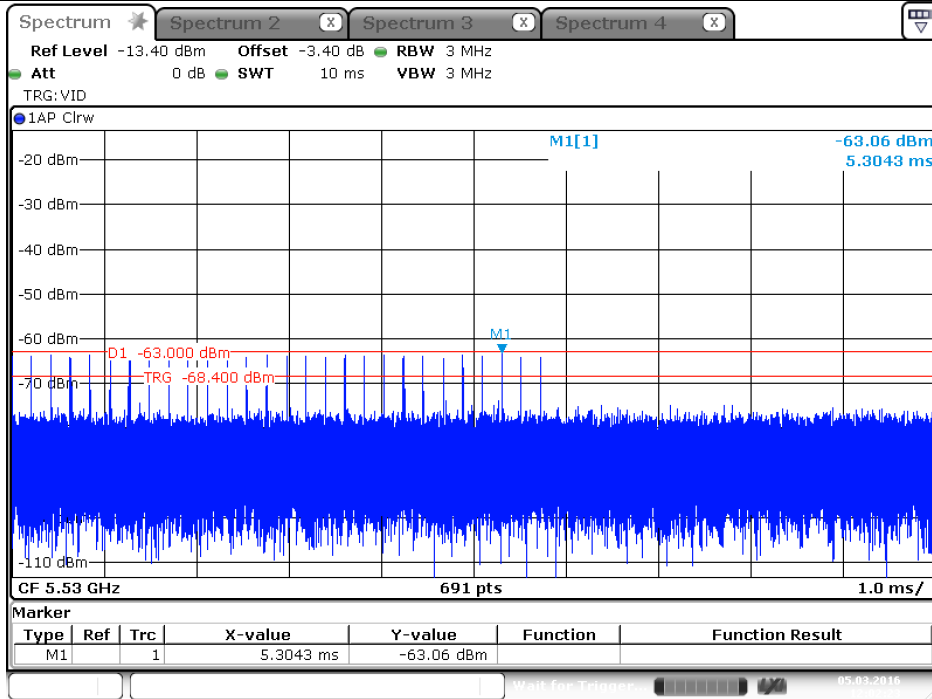 Spectrum Spectrum 2 X Spectrum 3 X Spectrum 4 X
Ref Level -13.40 dBm Offset -3.40 dB RBW 3 MHz
Att 0 dB SWT 10 ms VBW 3 MHz
TRG:VID
1AP Clrw
M1[1] -63.06 dBm
5.3043 ms
-20 dBm
-30 dBm
-40 dBm
-50 dBm
M1
-60 dBm
D1 -63.000 dBm
TRG -68.400 dBm
-70 dBm
-110 dBm
CF 5.53 GHz 691 pts 1.0 ms/
Marker
Type Ref Trc X-value Y-value Function Function Result
M1 1 5.3043 ms -63.06 dBm
Wait for Trigger... 05.03.2016